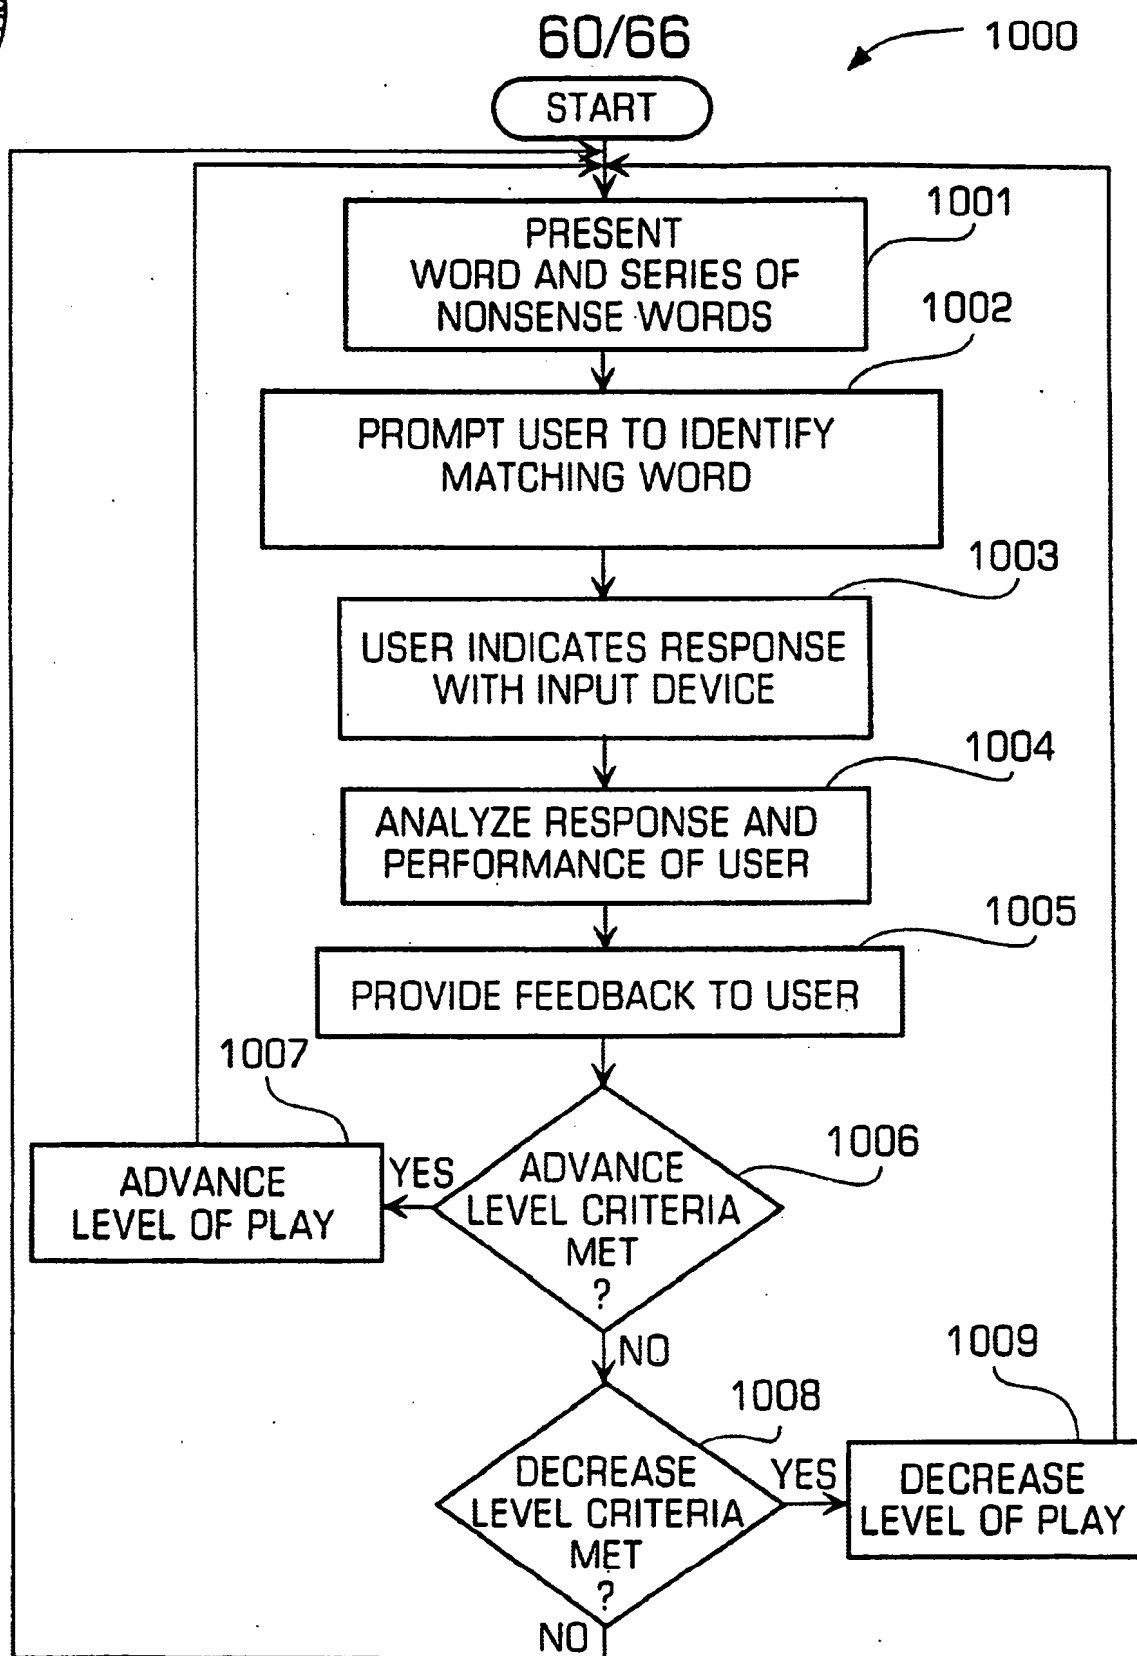 60/66
1000
START
1001
PRESENT
WORD AND SERIES OF
NONSENSE WORDS
1002
PROMPT USER TO IDENTIFY
MATCHING WORD
1003
USER INDICATES RESPONSE
WITH INPUT DEVICE
1004
ANALYZE RESPONSE AND
PERFORMANCE OF USER
1005
PROVIDE FEEDBACK TO USER
1007
ADVANCE
LEVEL OF PLAY
YES
1006
ADVANCE
LEVEL CRITERIA
MET
?
NO
1008
DECREASE
LEVEL CRITERIA
MET
?
YES
1009
DECREASE
LEVEL OF PLAY
NO